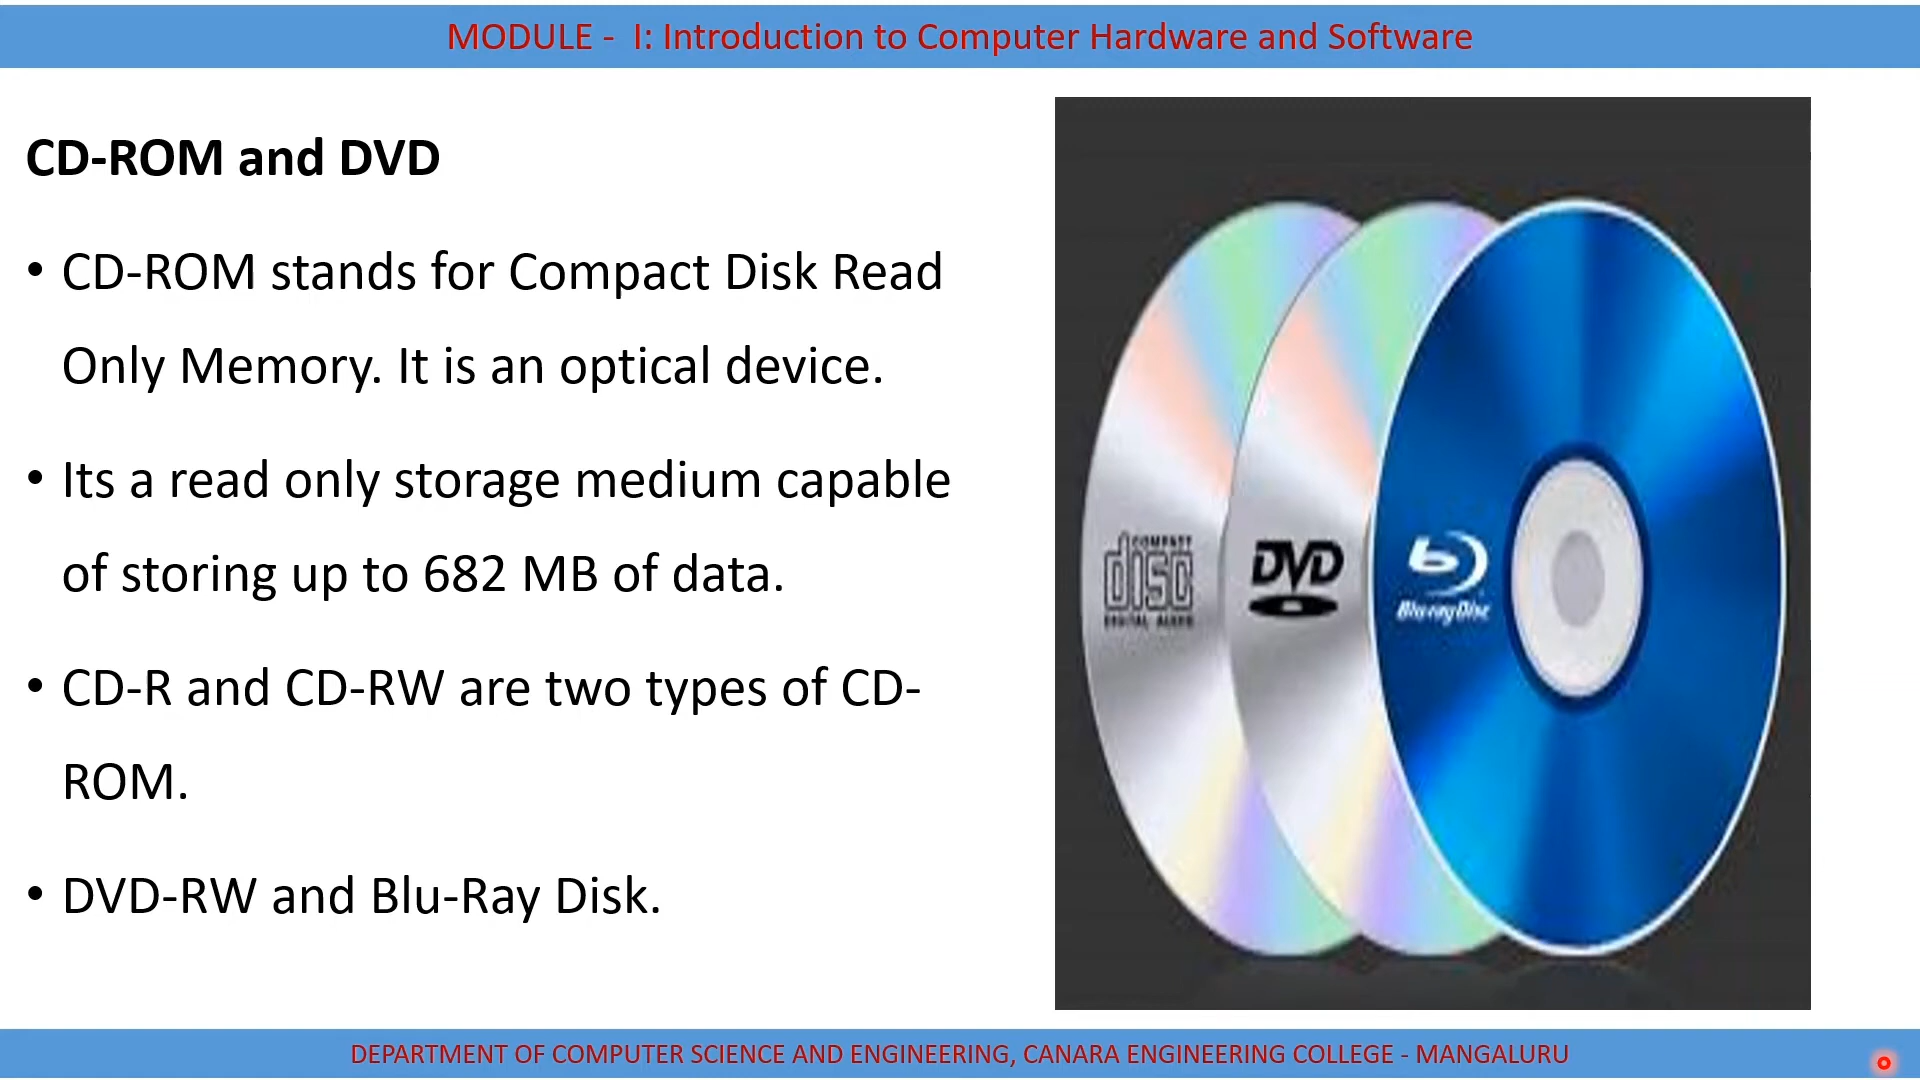 MODULE -  I: Introduction to Computer Hardware and Software
CD-ROM and DVD
• CD-ROM stands for Compact Disk Read
Only Memory. It is an optical device.
• Its a read only storage medium capable
of storing up to 682 MB of data.
• CD-R and CD-RW are two types of CD-
ROM.
• DVD-RW and Blu-Ray Disk.
COMPACT
disc
DIGITAL AUDIO
DVD
Blu-ray Disc
DEPARTMENT OF COMPUTER SCIENCE AND ENGINEERING, CANARA ENGINEERING COLLEGE - MANGALURU